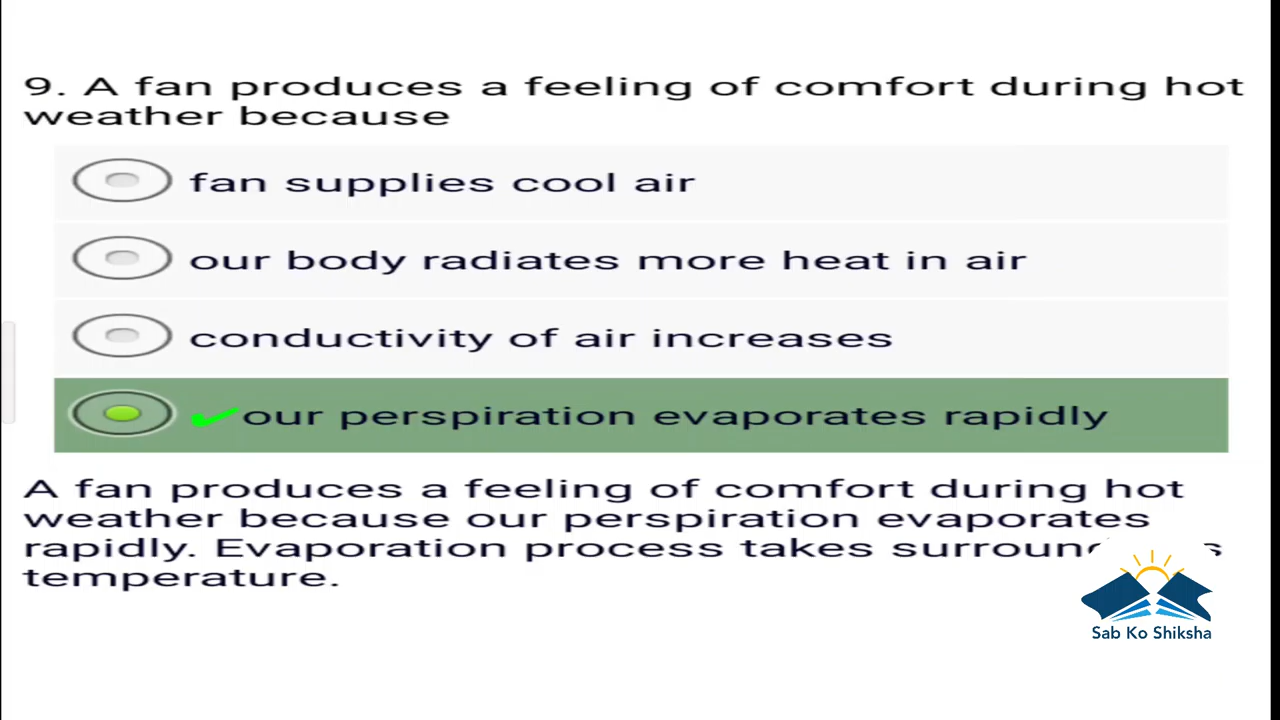 9. A fan produces a feeling of comfort during hot
weather because
fan supplies cool air
our body radiates more heat in air
conductivity of air increases
our perspiration evaporates rapidly
A fan produces a feeling of comfort during hot
weather because our perspiration evaporates
rapidly. Evaporation process takes
temperature.
Sab Ko Shiksha